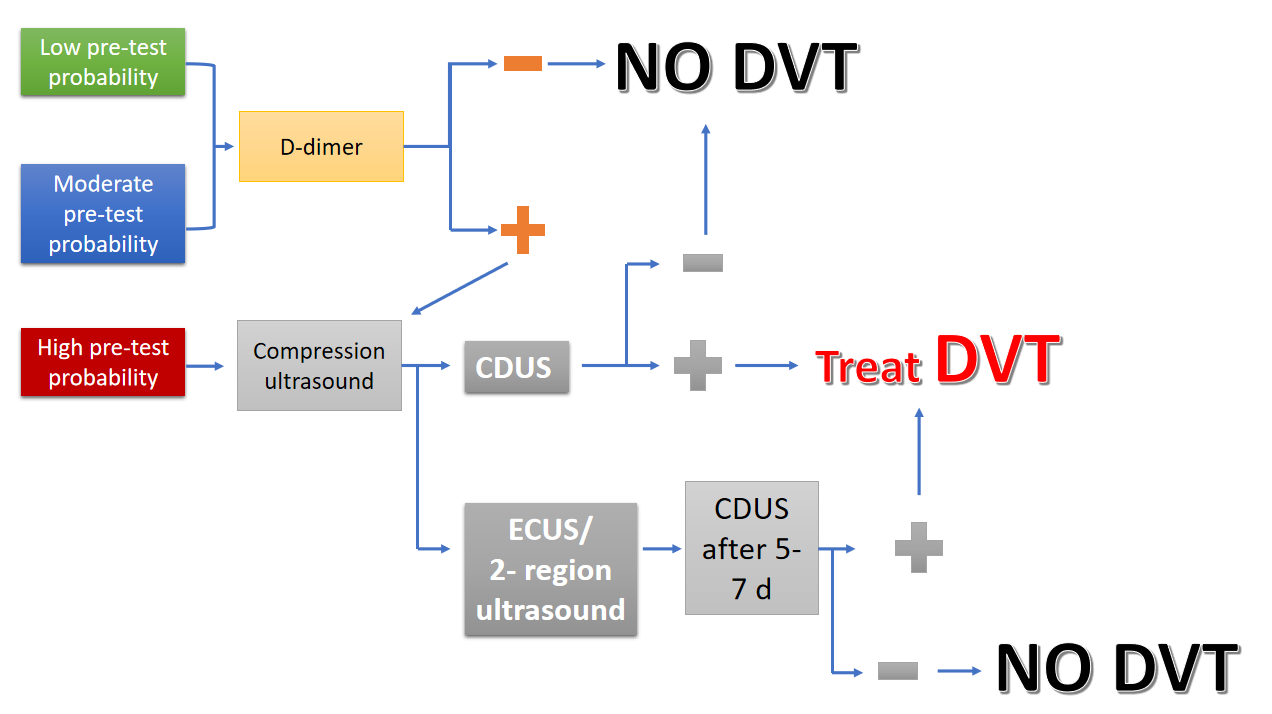 Low pre-test
probability
NO DVT
D-dimer
Moderate
pre-test
probability
High pre-test
probability
Compression
ultrasound
CDUS
Treat DVT
ECUS/
2- region
ultrasound
CDUS
after 5-
7 d
NO DVT